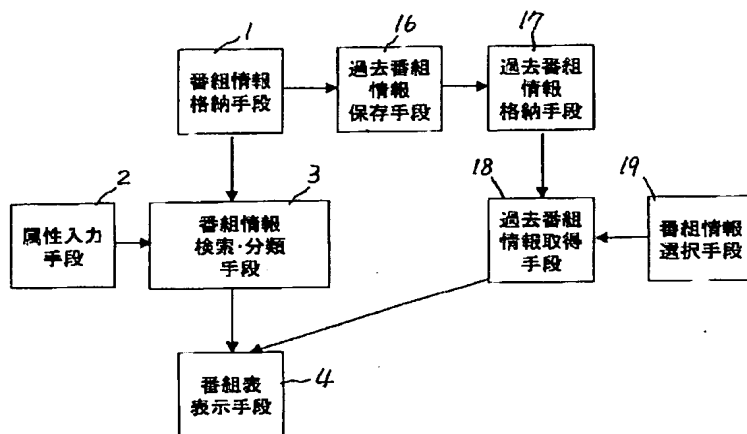 1
番組情報
格納手段
16
過去番組
情報
保存手段
17
過去番組
情報
格納手段
2
属性入力
手段
3
番組情報
検索・分類
手段
18
過去番組
情報取得
手段
19
番組情報
選択手段
番組表
表示手段
4